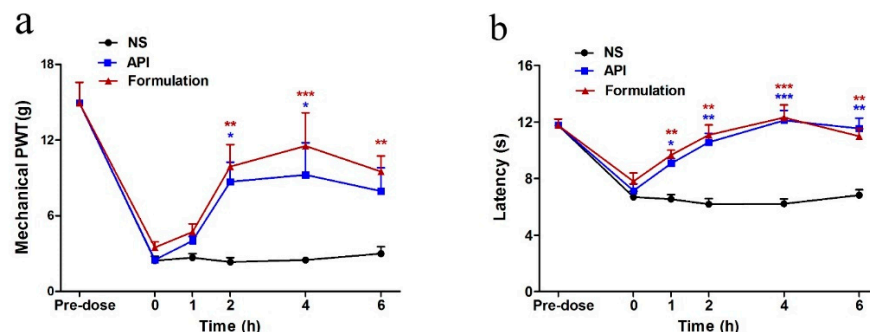 a
NS
API
Formulation
Mechanical PWT(g)
18
12
6
0
** 
*
***
*
**
Pre-dose 0 1 2 4 6
Time (h)
b
NS
API
Formulation
Latency (s)
16
12
8
4
0
**
*
**
**
***
***
**
**
Pre-dose 0 1 2 4 6
Time (h)